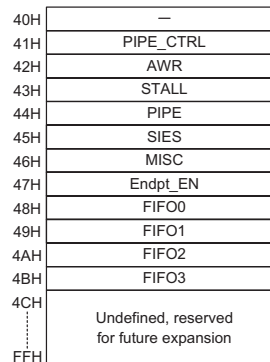 40H —
41H PIPE_CTRL
42H AWR
43H STALL
44H PIPE
45H SIES
46H MISC
47H Endpt_EN
48H FIFO0
49H FIFO1
4AH FIFO2
4BH FIFO3
4CH
Undefined, reserved
for future expansion
FFH